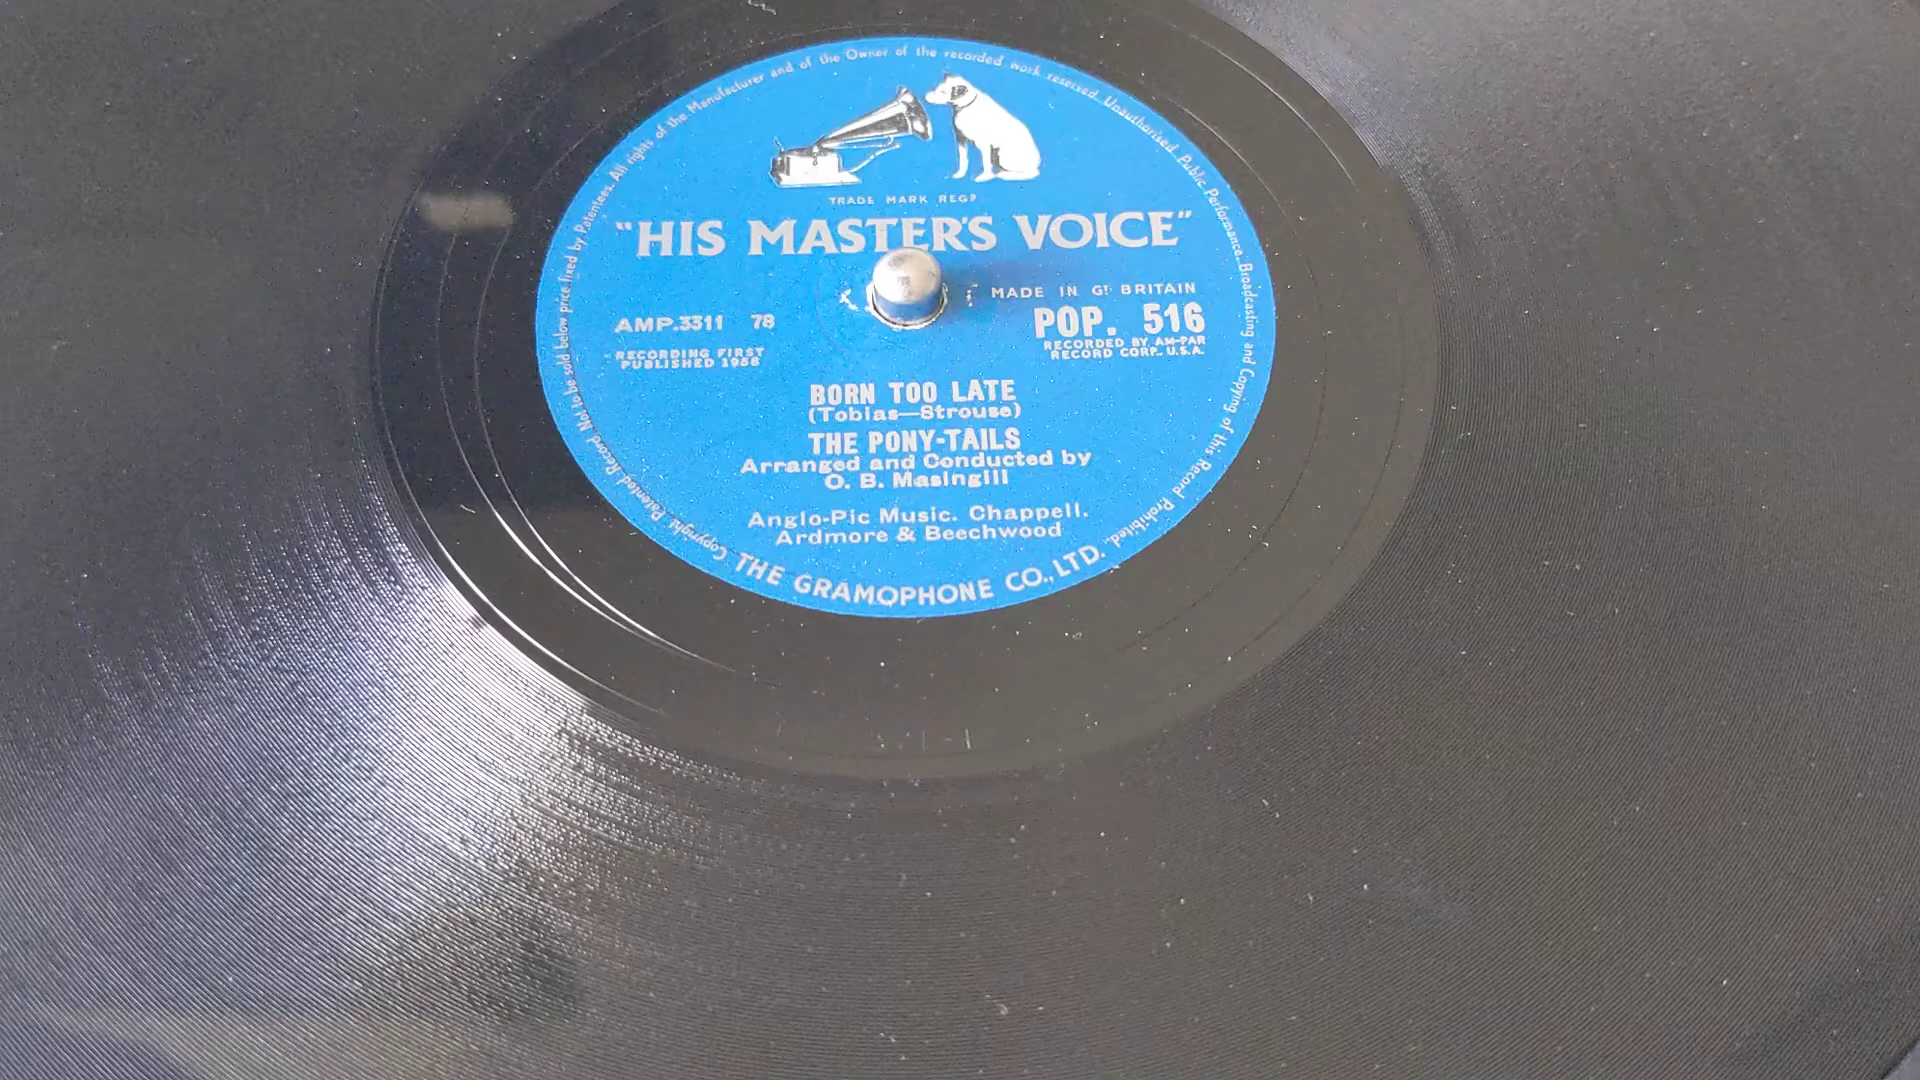 Copyright Patented. Record Not to be sold below price fixed by Patentees. All rights of the Manufacturer and of the Owner of the recorded work reserved. Unauthorised Public Performance Broadcasting and Copying of this Record Prohibited.
TRADE MARK REGD
"HIS MASTER'S VOICE"
MADE IN GT BRITAIN
AMP.3311 78
POP. 516
RECORDED BY AM-PAR
RECORD CORP. U.S.A.
RECORDING FIRST
PUBLISHED 1958
BORN TOO LATE
(Tobias—Strouse)
THE PONY-TAILS
Arranged and Conducted by
O. B. Masingill
Anglo-Pic Music. Chappell.
Ardmore & Beechwood
THE GRAMOPHONE CO., LTD.